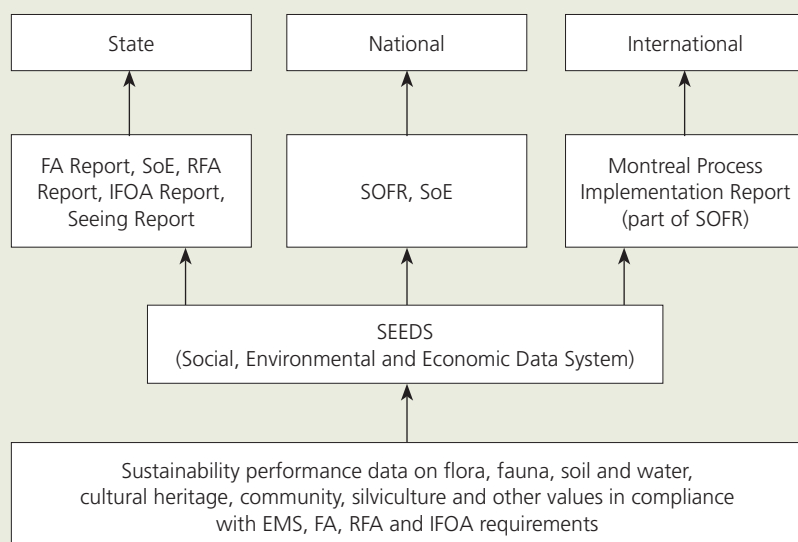 State
National
International
FA Report, SoE, RFA
Report, IFOA Report,
Seeing Report
SOFR, SoE
Montreal Process
Implementation Report
(part of SOFR)
SEEDS
(Social, Environmental and Economic Data System)
Sustainability performance data on flora, fauna, soil and water,
cultural heritage, community, silviculture and other values in compliance
with EMS, FA, RFA and IFOA requirements